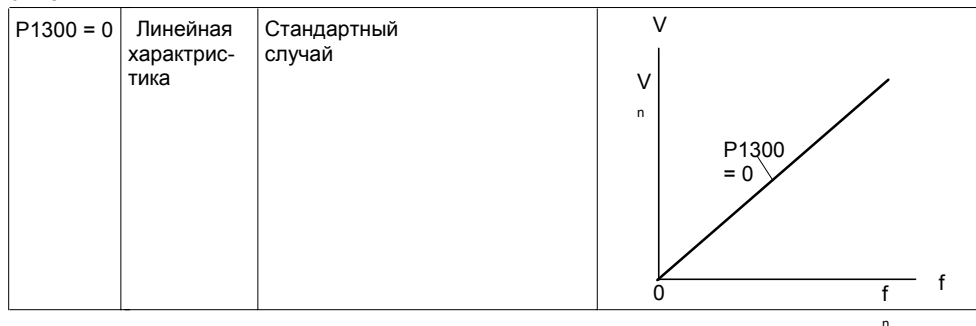 P1300 = 0
Линейная
характрис-
тика
Стандартный
случай
V
V
n
P1300
= 0
0
f
f
n